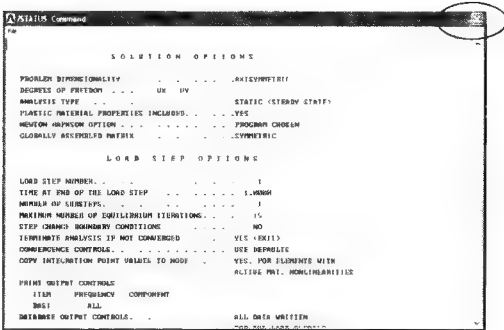 /STATUS Command
File
SOLUTION OPTIONS
PROBLEM DIMENSIONALITY . . . . .AXISYMMETRIC
DEGREES OF FREEDOM . . . UX UY
ANALYSIS TYPE . . . STATIC (STEADY STATE)
PLASTIC MATERIAL PROPERTIES INCLUDED. . . .YES
NEWTON RAPHSON OPTION . . . . . PROGRAM CHOSEN
GLOBALLY ASSEMBLED MATRIX . . . . .SYMMETRIC
LOAD STEP OPTIONS
LOAD STEP NUMBER. . . . . 1
TIME AT END OF THE LOAD STEP . . . . .
NUMBER OF SUBSTEPS. . . . . 1
MAXIMUM NUMBER OF EQUILIBRIUM ITERATIONS. . . . 15
STEP CHANGE BOUNDARY CONDITIONS . . . . NO
TERMINATE ANALYSIS IF NOT CONVERGED . YES (EXIT)
CONVERGENCE CONTROLS. . . . . . USE DEFAULTS
COPY INTEGRATION POINT VALUES TO NODE . YES, FOR ELEMENTS WITH
ACTIVE MAT. NONLINEARITIES
PRINT OUTPUT CONTROLS
ITEM FREQUENCY COMPONENT
BASI ALL
DATABASE OUTPUT CONTROLS. . ALL DATA WRITTEN
FOR THE LAST SUBSTEP